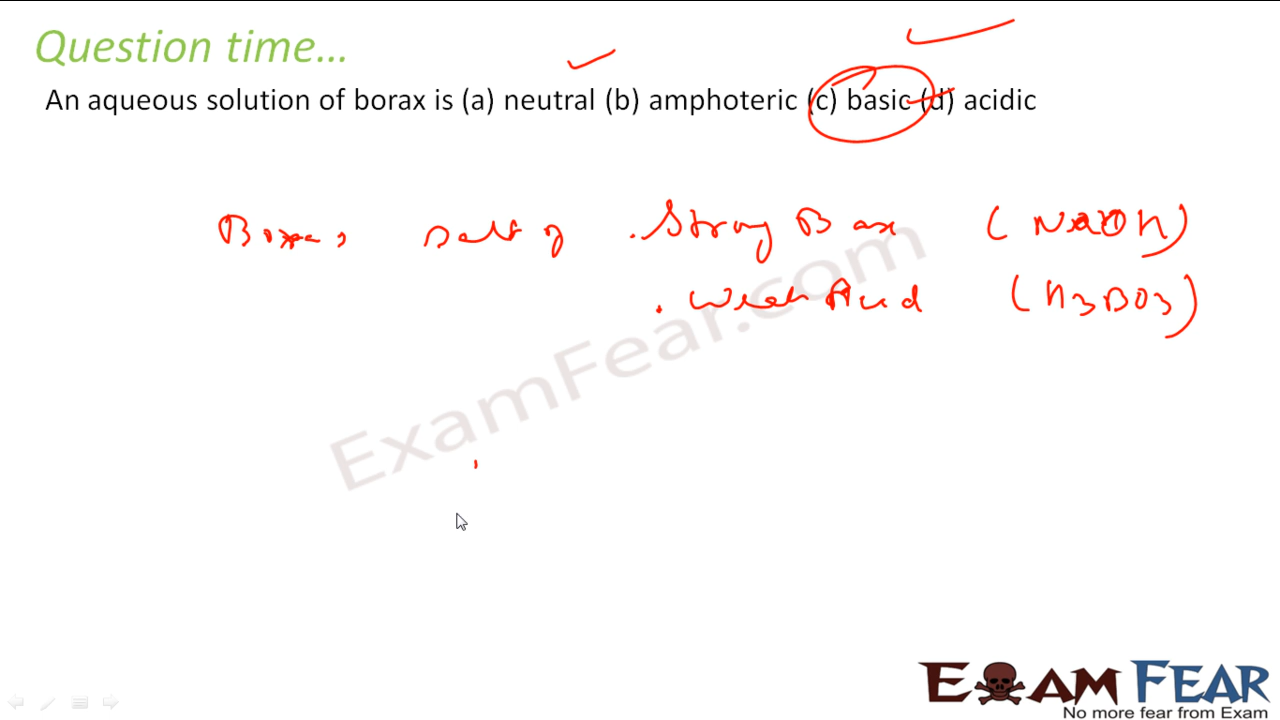 Question time…
An aqueous solution of borax is (a) neutral (b) amphoteric (c) basic (d) acidic
Borax, salt of . Strong Base (NaOH)
. Weak Acid (H3BO3)
ExamFear.com
EXAM FEAR
No more fear from Exam